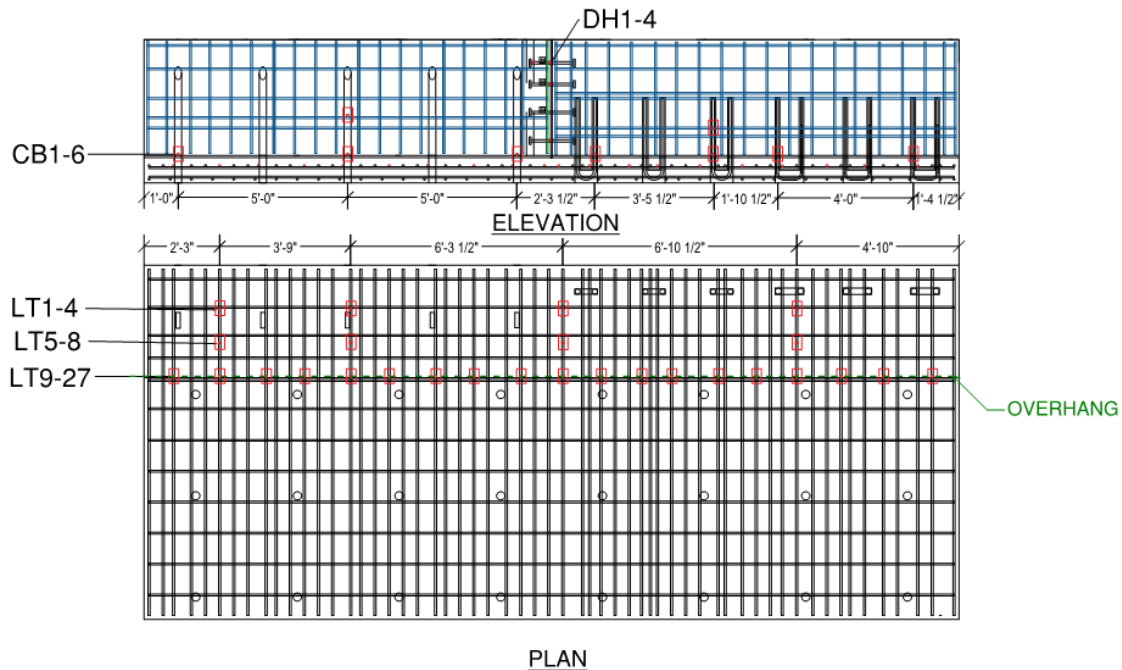 DH1-4
CB1-6
1'-0" 5'-0" 5'-0" 2'-3 1/2" 3'-5 1/2" 1'-10 1/2" 4'-0" 1'-4 1/2"
ELEVATION
2'-3" 3'-9" 6'-3 1/2" 6'-10 1/2" 4'-10"
LT1-4
LT5-8
LT9-27
OVERHANG
PLAN